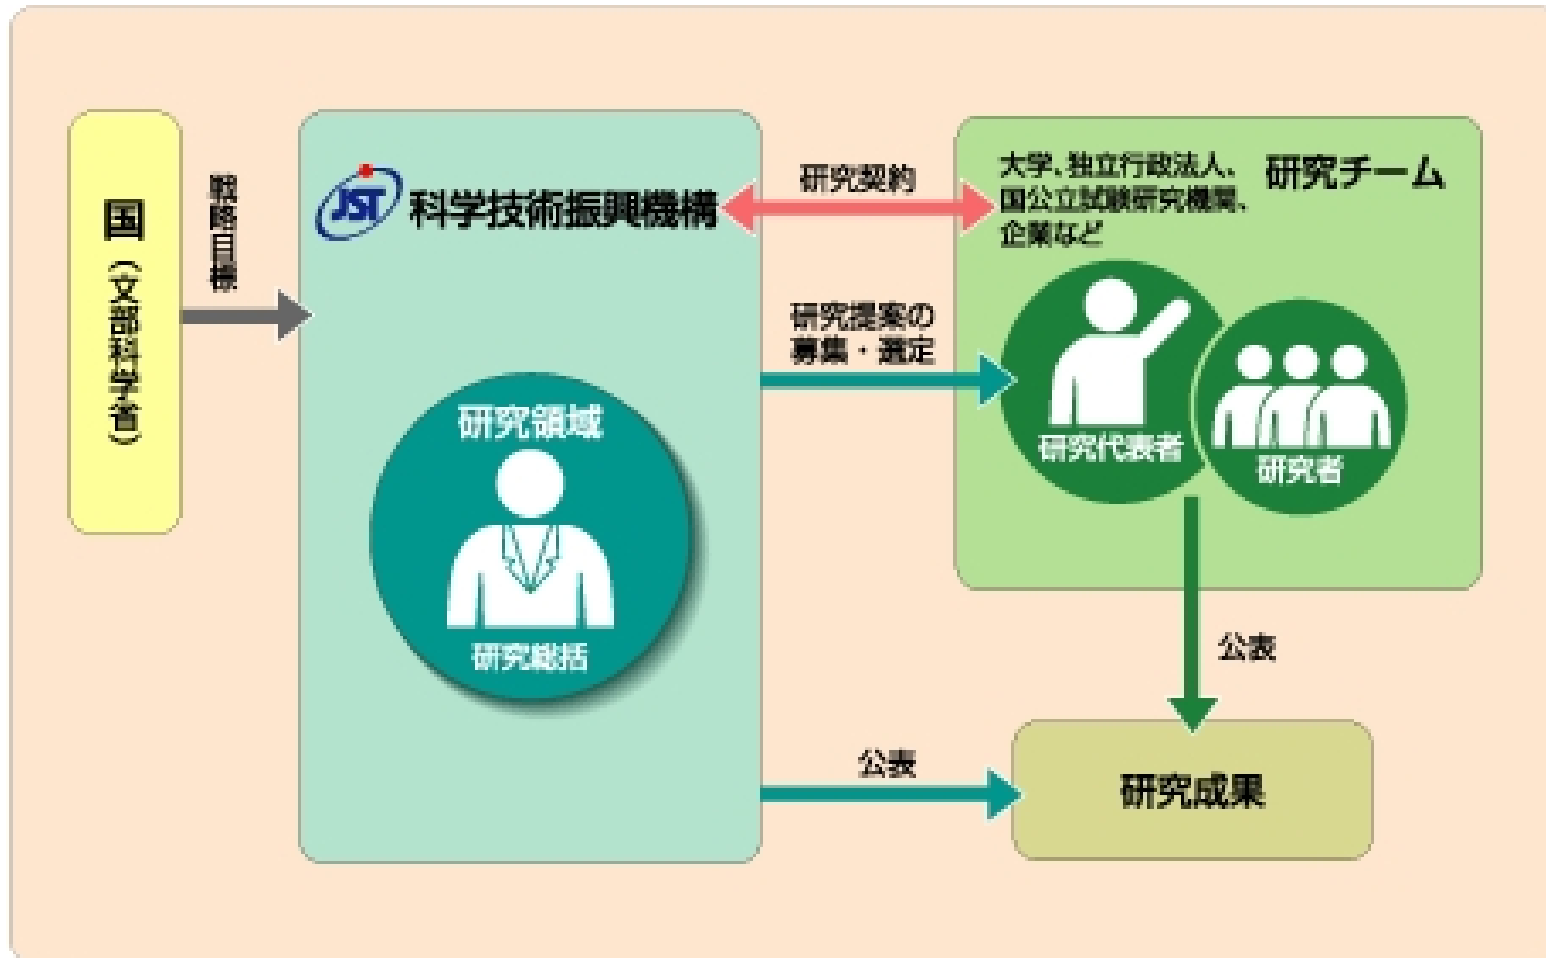 国
（文部科学省）
戦略目標
JST 科学技術振興機構
研究領域
研究総括
研究契約
研究提案の
募集・選定
大学、独立行政法人、
国公立試験研究機関、
企業など
研究チーム
研究代表者
研究者
公表
公表
研究成果